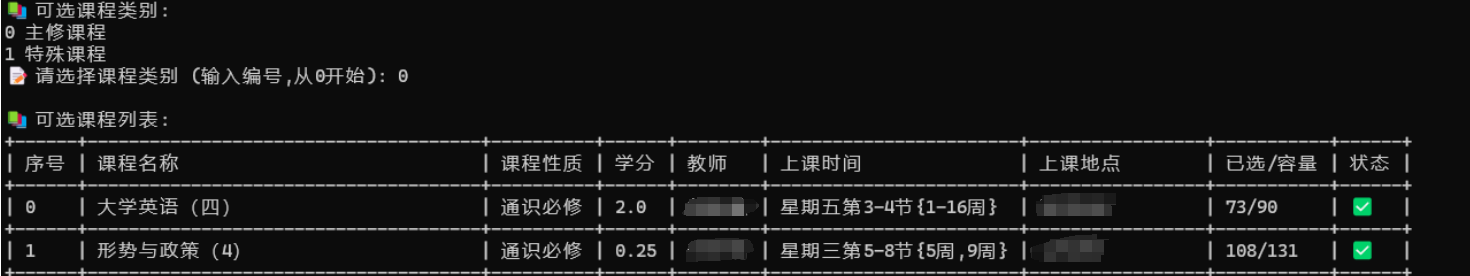 可选课程类别:
0 主修课程
1 特殊课程
请选择课程类别 (输入编号,从0开始): 0
可选课程列表:
| 序号 | 课程名称 | 课程性质 | 学分 | 教师 | 上课时间 | 上课地点 | 已选/容量 | 状态 |
| 0 | 大学英语 (四) | 通识必修 | 2.0 | | 星期五第3-4节{1-16周} | | 73/90 | ✅ |
| 1 | 形势与政策 (4) | 通识必修 | 0.25 | | 星期三第5-8节{5周,9周} | | 108/131 | ✅ |